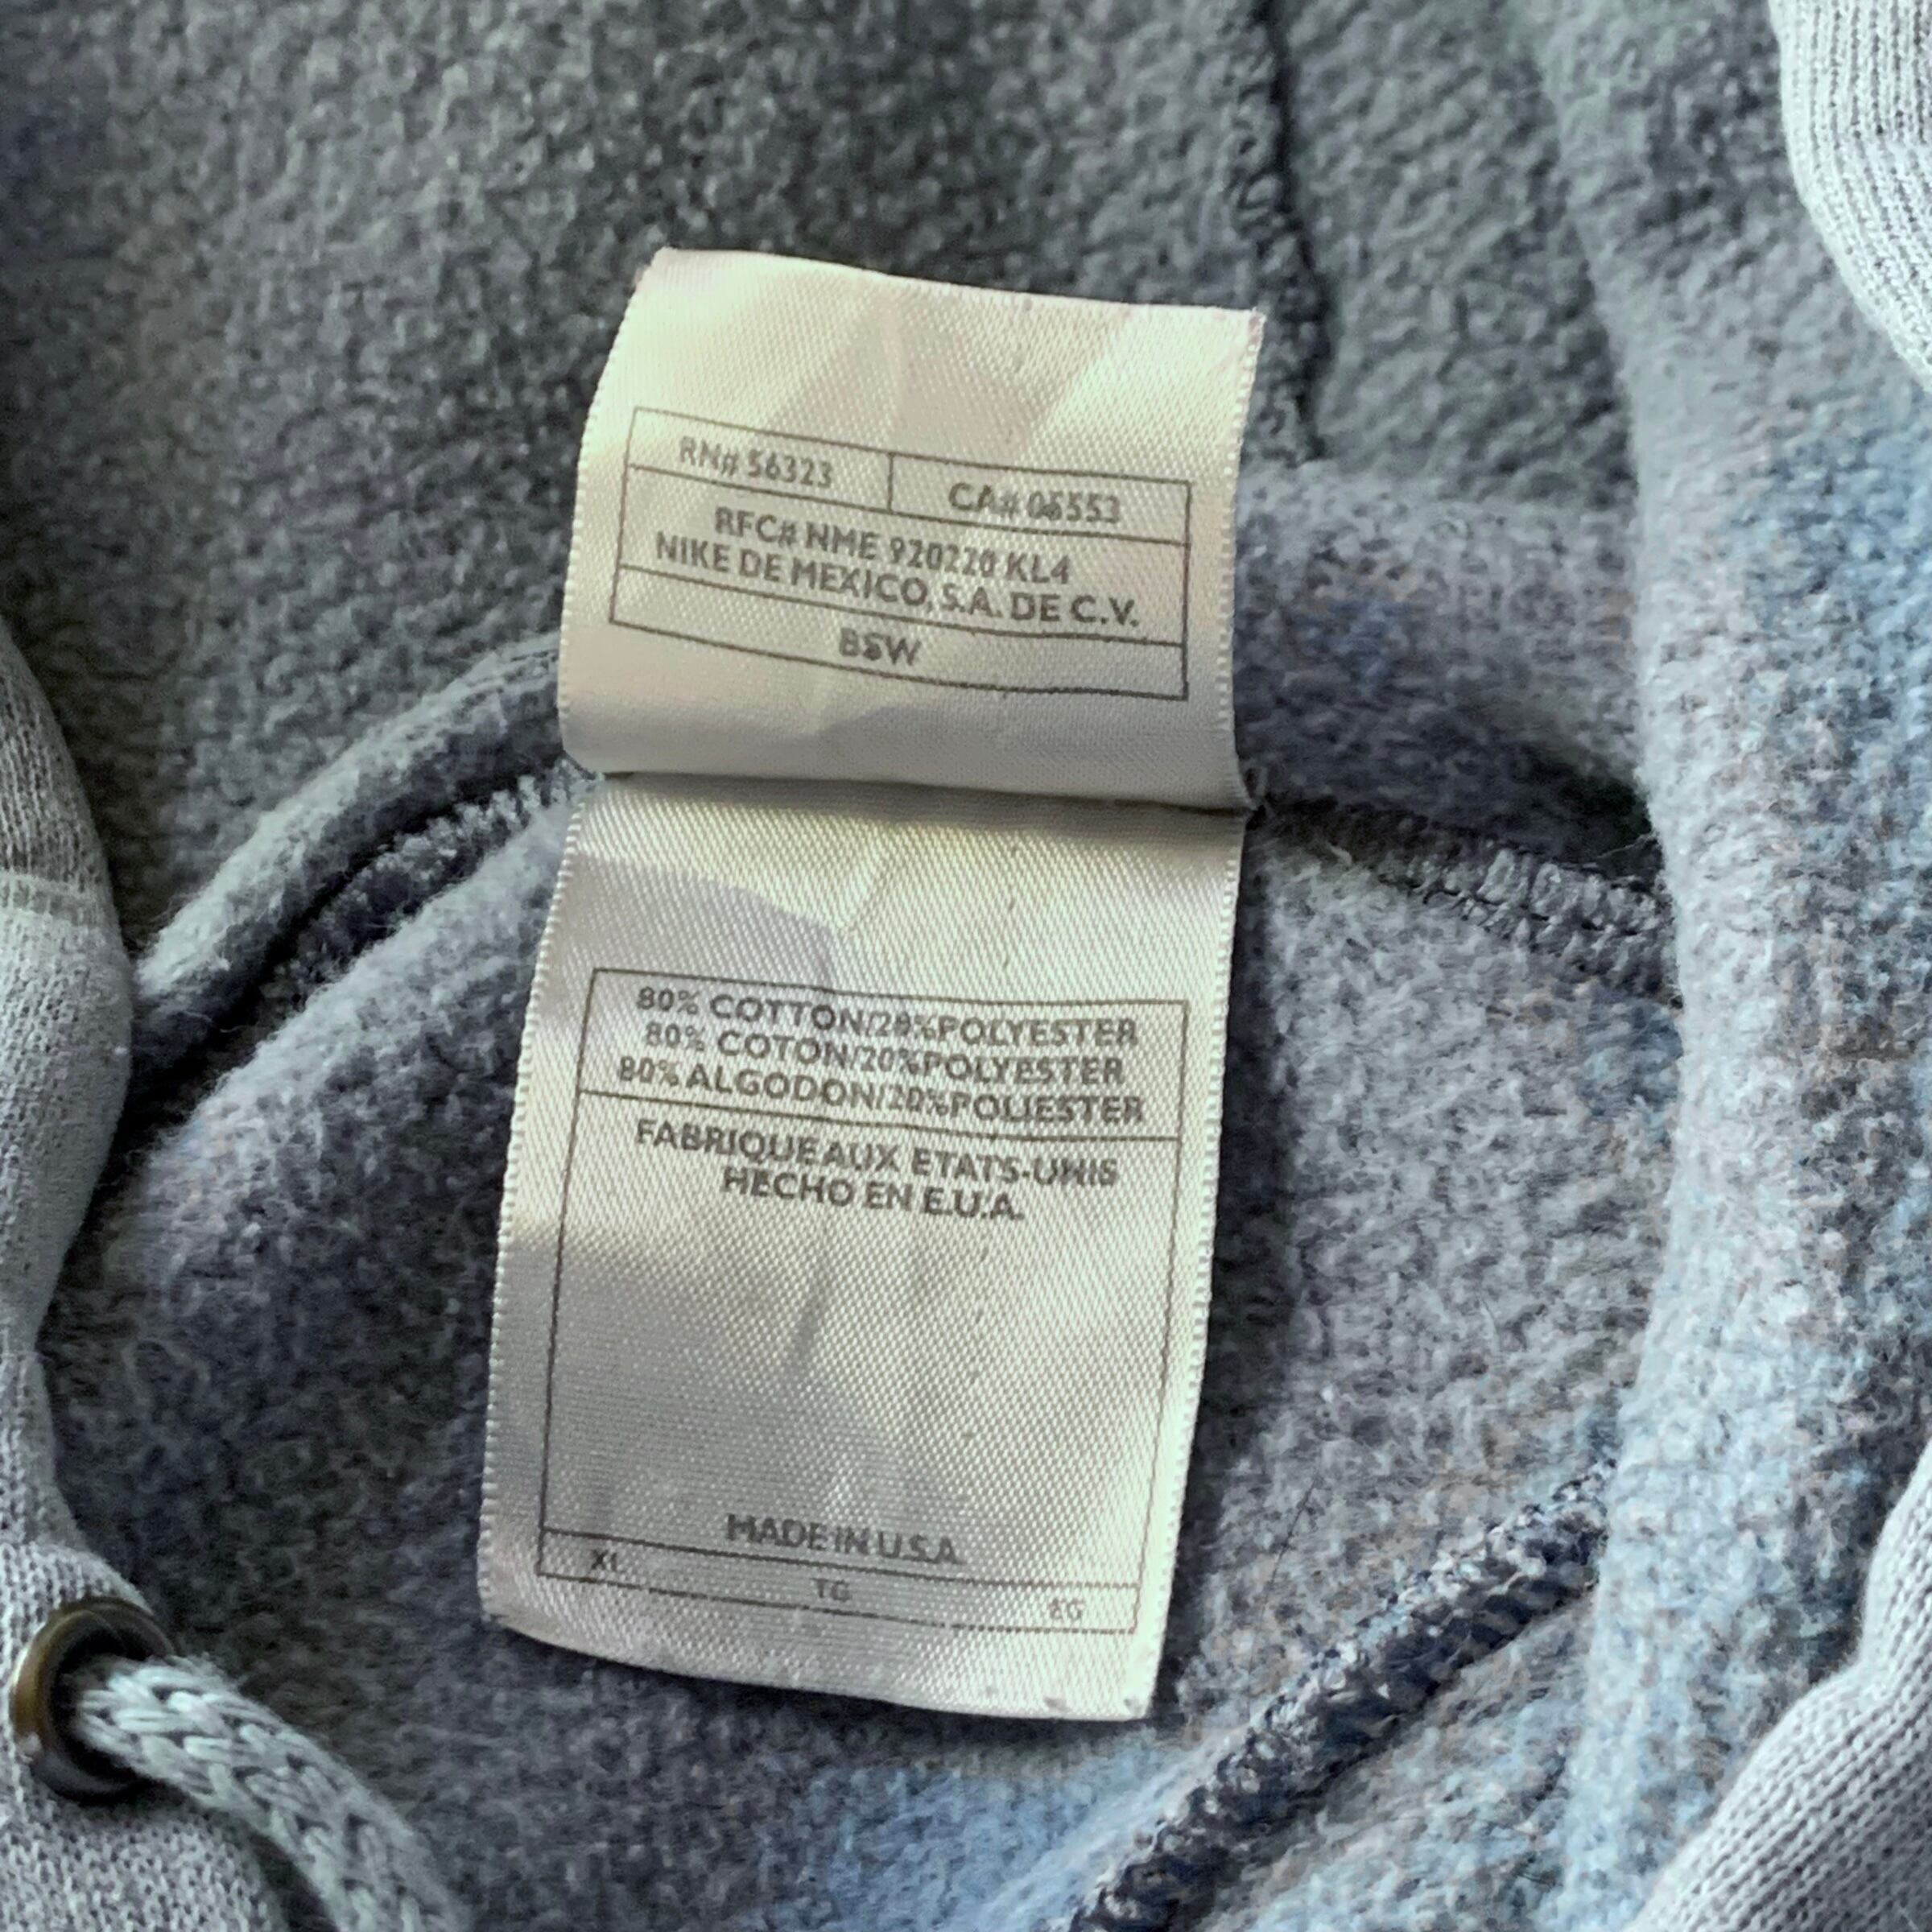 RN# 56323
CA# 05553
RFC# NME 920220 KL4
NIKE DE MEXICO, S.A. DE C.V.
BSW
80% COTTON/20%POLYESTER
80% COTON/20%POLYESTER
80% ALGODON/20%POLIESTER
FABRIQUE AUX ETATS-UNIS
HECHO EN E.U.A.
MADE IN U.S.A
XL
TG
EG